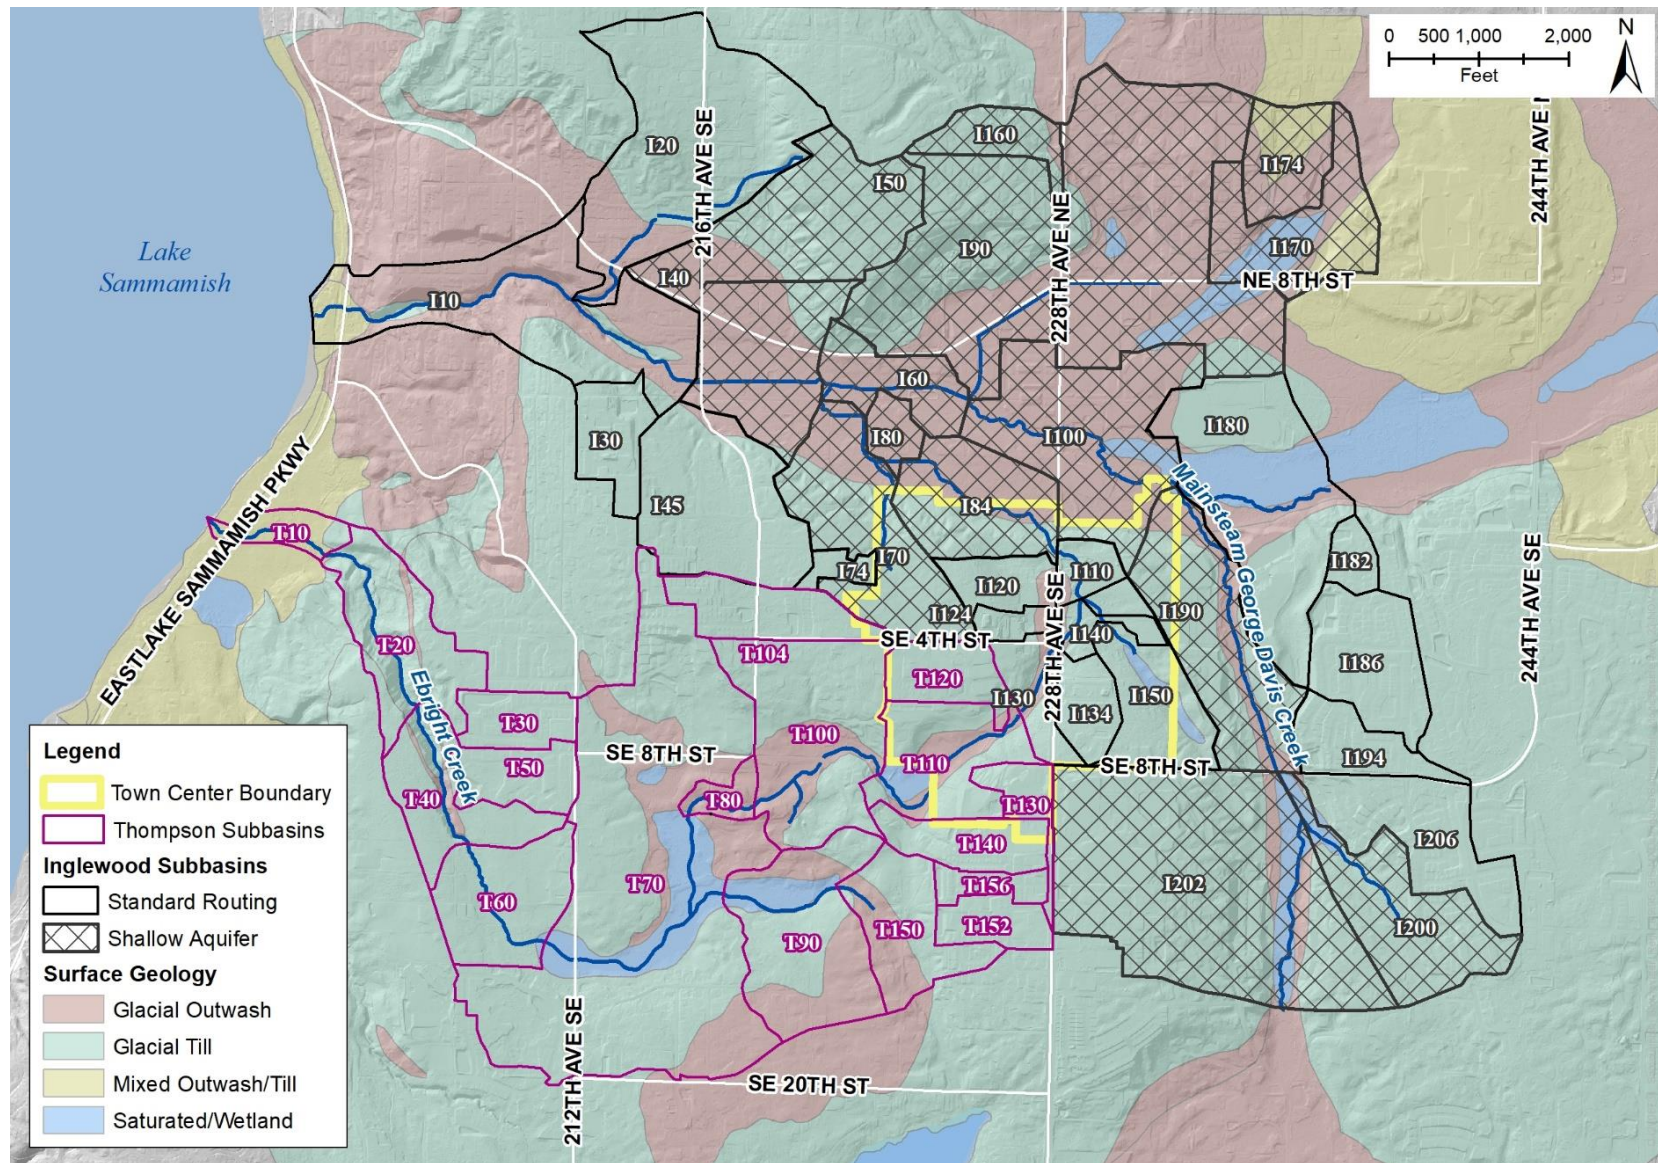 0 500 1,000 2,000
Feet
N
Lake
Sammamish
EASTLAKE SAMMAMISH PKWY
216TH AVE SE
228TH AVE NE
244TH AVE N
NE 8TH ST
228TH AVE SE
244TH AVE SE
SE 4TH ST
SE 8TH ST
SE 8TH ST
212TH AVE SE
SE 20TH ST
Mainsteam George Davis Creek
Ebright Creek
I20
I160
I174
I50
I90
I170
I40
I10
I60
I180
I30
I80
I100
I45
I84
I182
I74
I70
I120
I110
I124
I190
I140
I186
I130
I150
I134
I194
I206
I202
I200
T10
T20
T104
T120
T30
T100
T50
T110
T40
T80
T130
T140
T70
T156
T60
T90
T150
T152
Legend
Town Center Boundary
Thompson Subbasins
Inglewood Subbasins
Standard Routing
Shallow Aquifer
Surface Geology
Glacial Outwash
Glacial Till
Mixed Outwash/Till
Saturated/Wetland